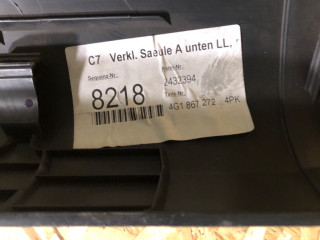 C7 Verkl. Saeule A unten LL.
Sequenz Nr.
8218
2432394
Teile Nr.
4G1 867 272 4PK